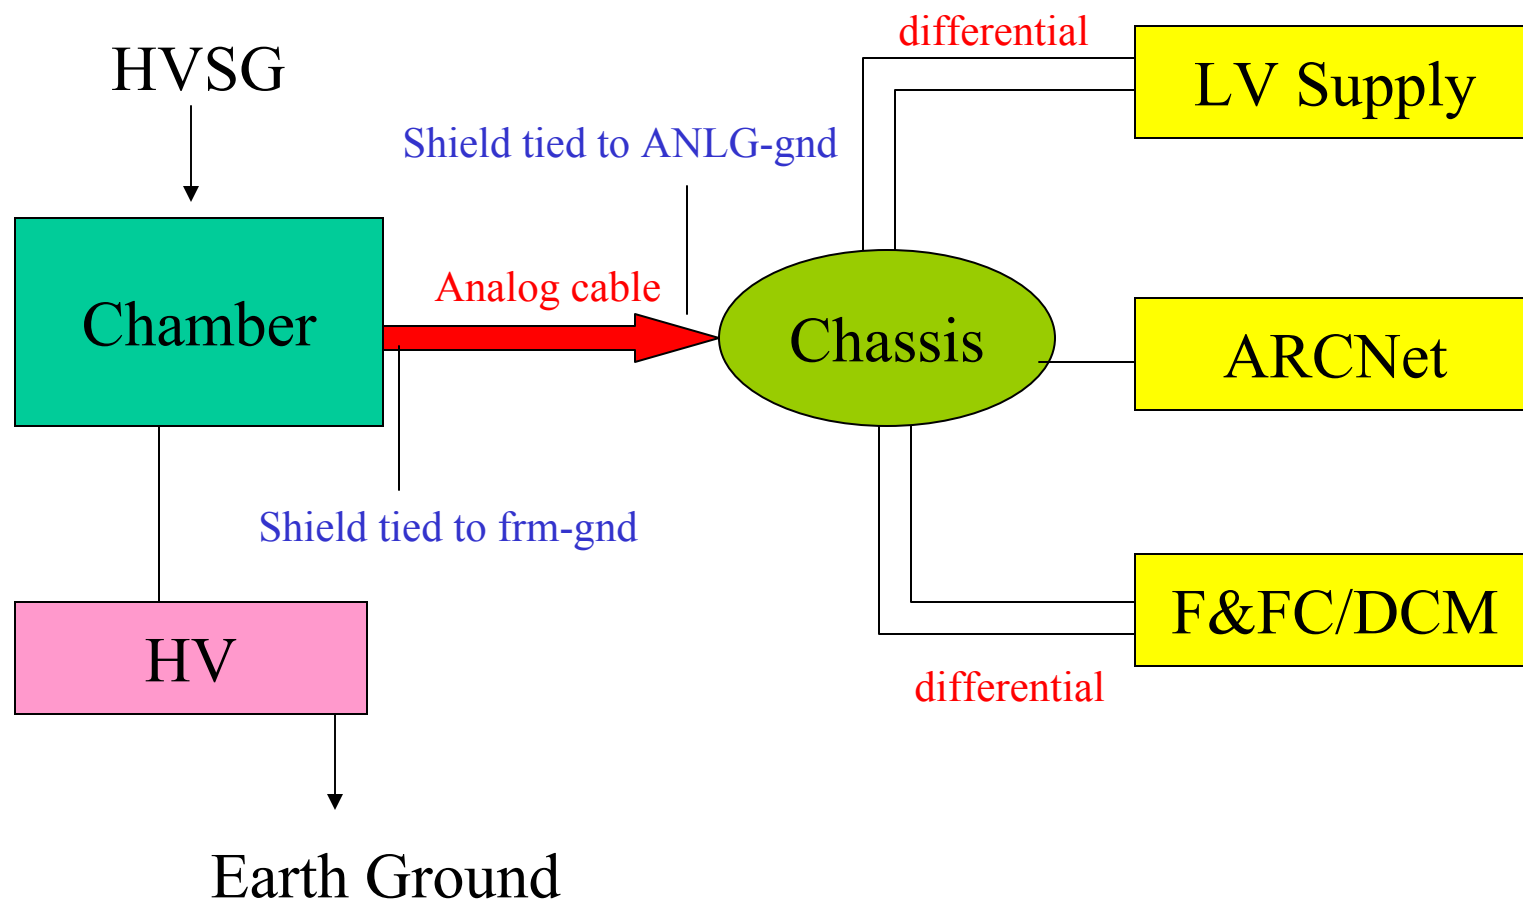 differential
HVSG
LV Supply
Shield tied to ANLG-gnd
Analog cable
Chamber
Chassis
ARCNet
Shield tied to frm-gnd
F&FC/DCM
HV
differential
Earth Ground